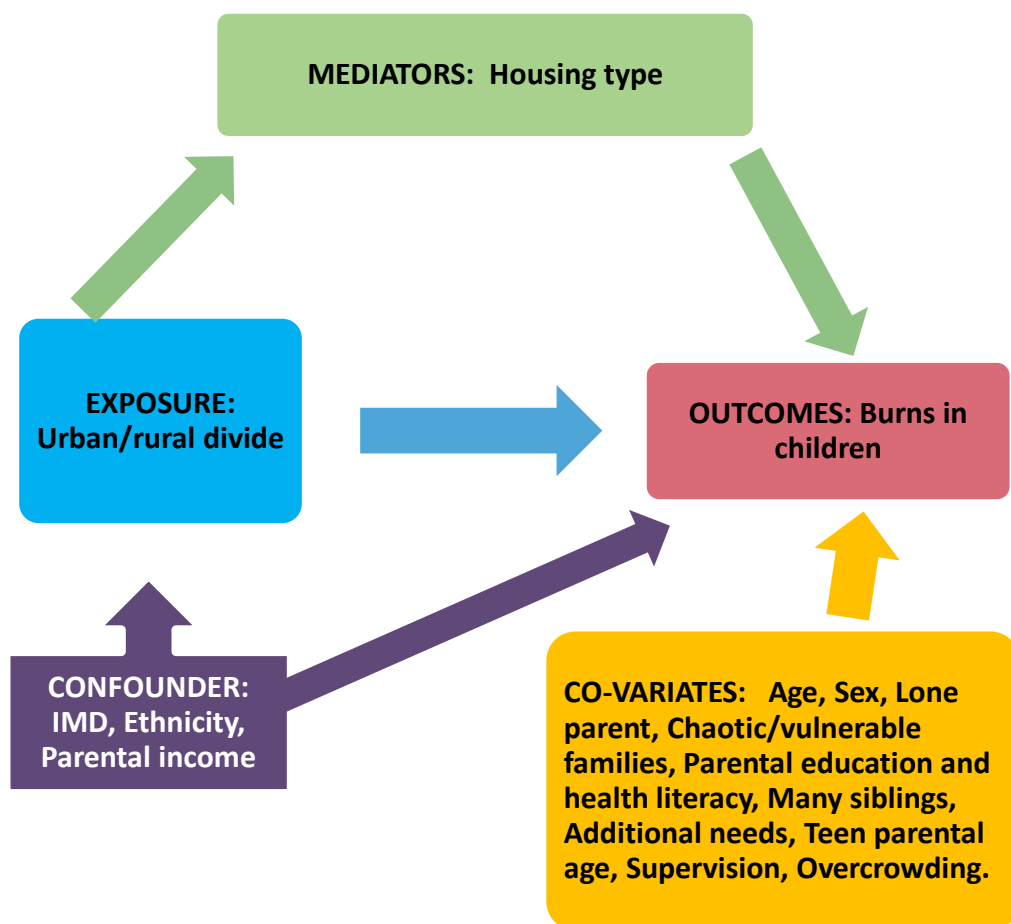 MEDIATORS:  Housing type
EXPOSURE:
Urban/rural divide
OUTCOMES: Burns in
children
CONFOUNDER:
IMD, Ethnicity,
Parental income
CO-VARIATES:   Age, Sex, Lone
parent, Chaotic/vulnerable
families, Parental education and
health literacy, Many siblings,
Additional needs, Teen parental
age, Supervision, Overcrowding.